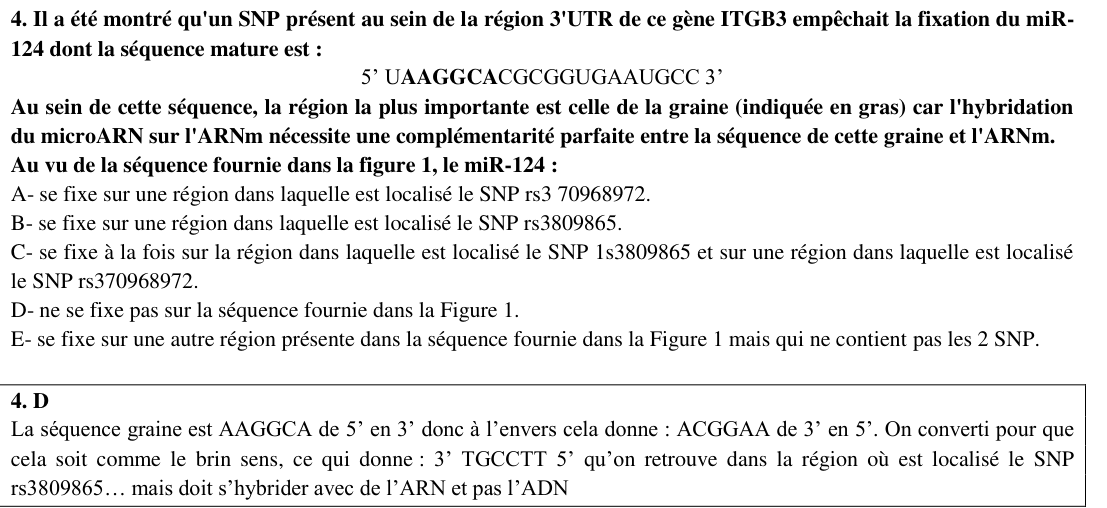 4. Il a été montré qu'un SNP présent au sein de la région 3'UTR de ce gène ITGB3 empêchait la fixation du miR-
124 dont la séquence mature est :
5’ UAAGGCACGCGGUGAAUGCC 3’
Au sein de cette séquence, la région la plus importante est celle de la graine (indiquée en gras) car l'hybridation
du microARN sur l'ARNm nécessite une complémentarité parfaite entre la séquence de cette graine et l'ARNm.
Au vu de la séquence fournie dans la figure 1, le miR-124 :
A- se fixe sur une région dans laquelle est localisé le SNP rs3 70968972.
B- se fixe sur une région dans laquelle est localisé le SNP rs3809865.
C- se fixe à la fois sur la région dans laquelle est localisé le SNP 1s3809865 et sur une région dans laquelle est localisé
le SNP rs370968972.
D- ne se fixe pas sur la séquence fournie dans la Figure 1.
E- se fixe sur une autre région présente dans la séquence fournie dans la Figure 1 mais qui ne contient pas les 2 SNP.
4. D
La séquence graine est AAGGCA de 5’ en 3’ donc à l’envers cela donne : ACGGAA de 3’ en 5’. On converti pour que
cela soit comme le brin sens, ce qui donne : 3’ TGCCTT 5’ qu’on retrouve dans la région où est localisé le SNP
rs3809865… mais doit s’hybrider avec de l’ARN et pas l’ADN